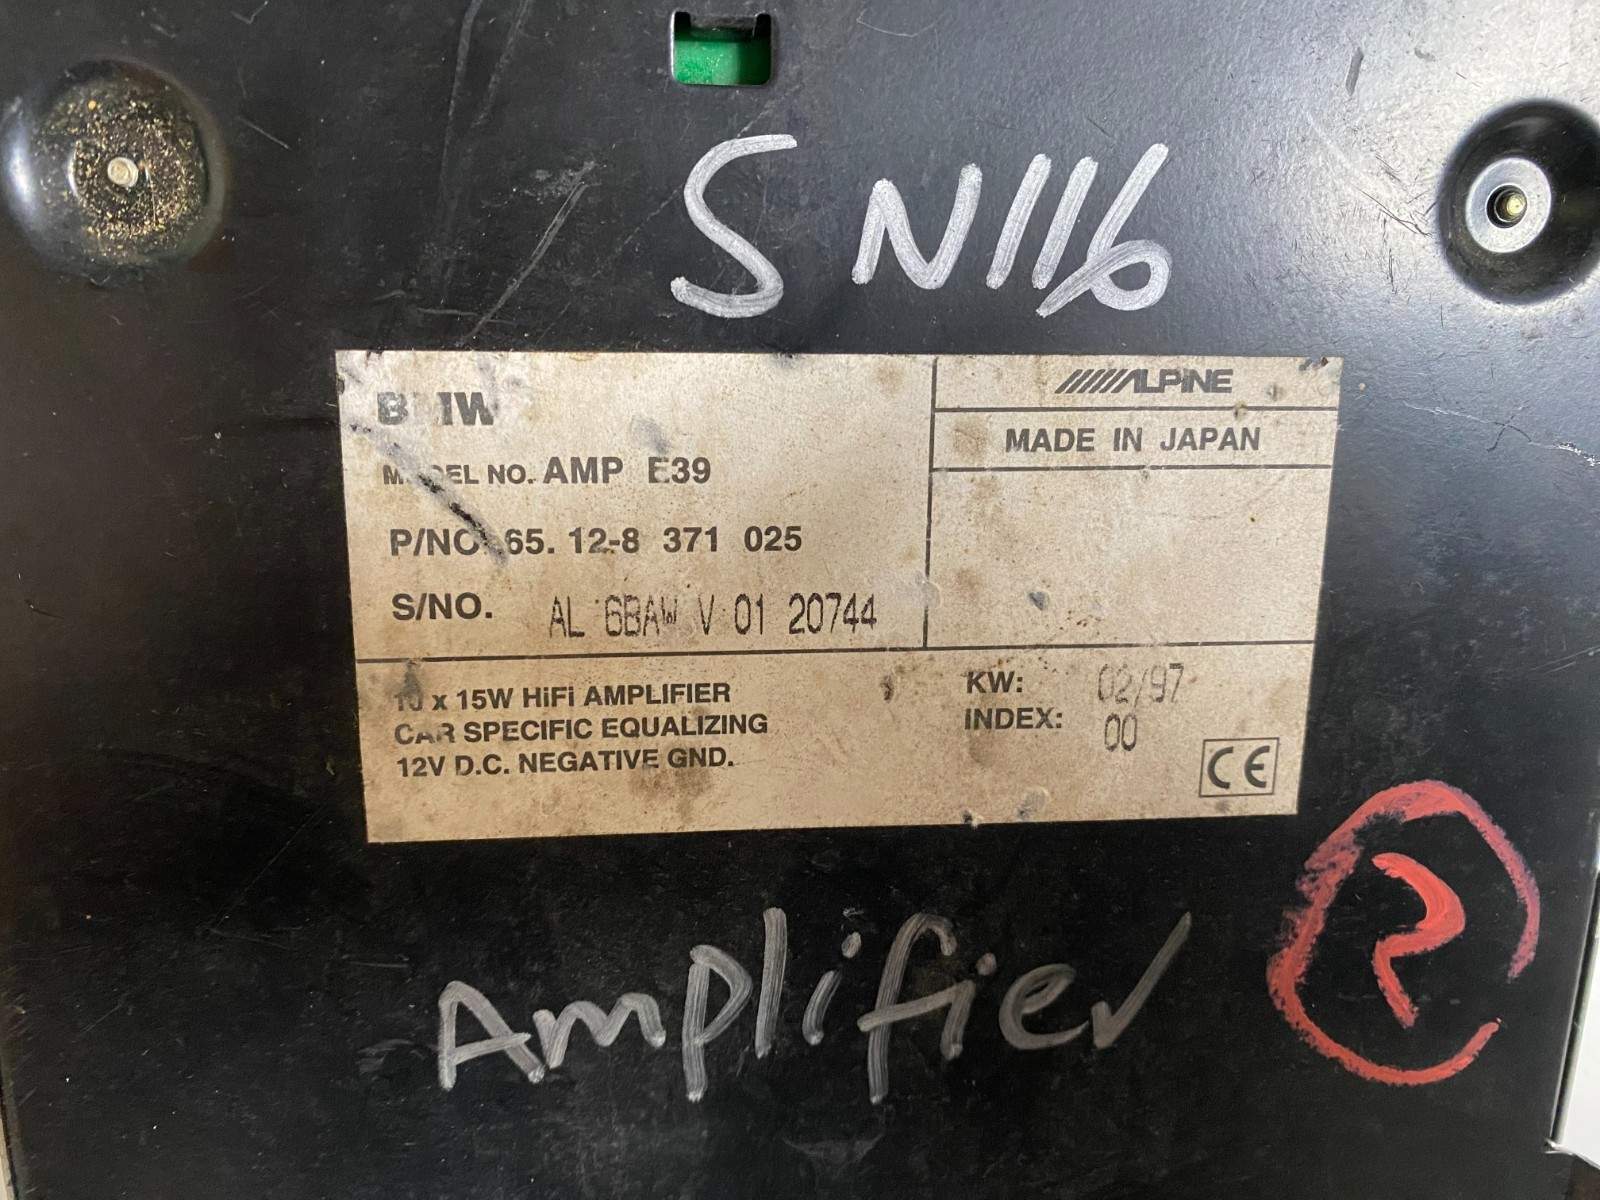 SN116
BMW
ALPINE
MADE IN JAPAN
MODEL NO. AMP E39
P/NO. 65. 12-8 371 025
S/NO. AL 6BAW V 01 20744
10 x 15W HiFi AMPLIFIER
CAR SPECIFIC EQUALIZING
12V D.C. NEGATIVE GND.
KW: 02/97
INDEX: 00
CE
Amplifier